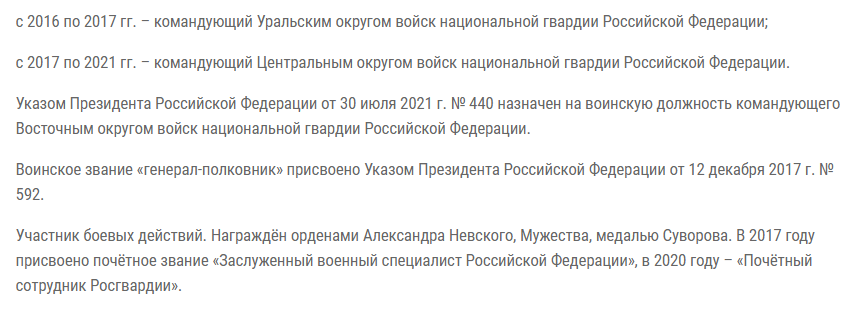 с 2016 по 2017 гг. – командующий Уральским округом войск национальной гвардии Российской Федерации;
с 2017 по 2021 гг. – командующий Центральным округом войск национальной гвардии Российской Федерации.
Указом Президента Российской Федерации от 30 июля 2021 г. № 440 назначен на воинскую должность командующего
Восточным округом войск национальной гвардии Российской Федерации.
Воинское звание «генерал-полковник» присвоено Указом Президента Российской Федерации от 12 декабря 2017 г. №
592.
Участник боевых действий. Награждён орденами Александра Невского, Мужества, медалью Суворова. В 2017 году
присвоено почётное звание «Заслуженный военный специалист Российской Федерации», в 2020 году – «Почётный
сотрудник Росгвардии».